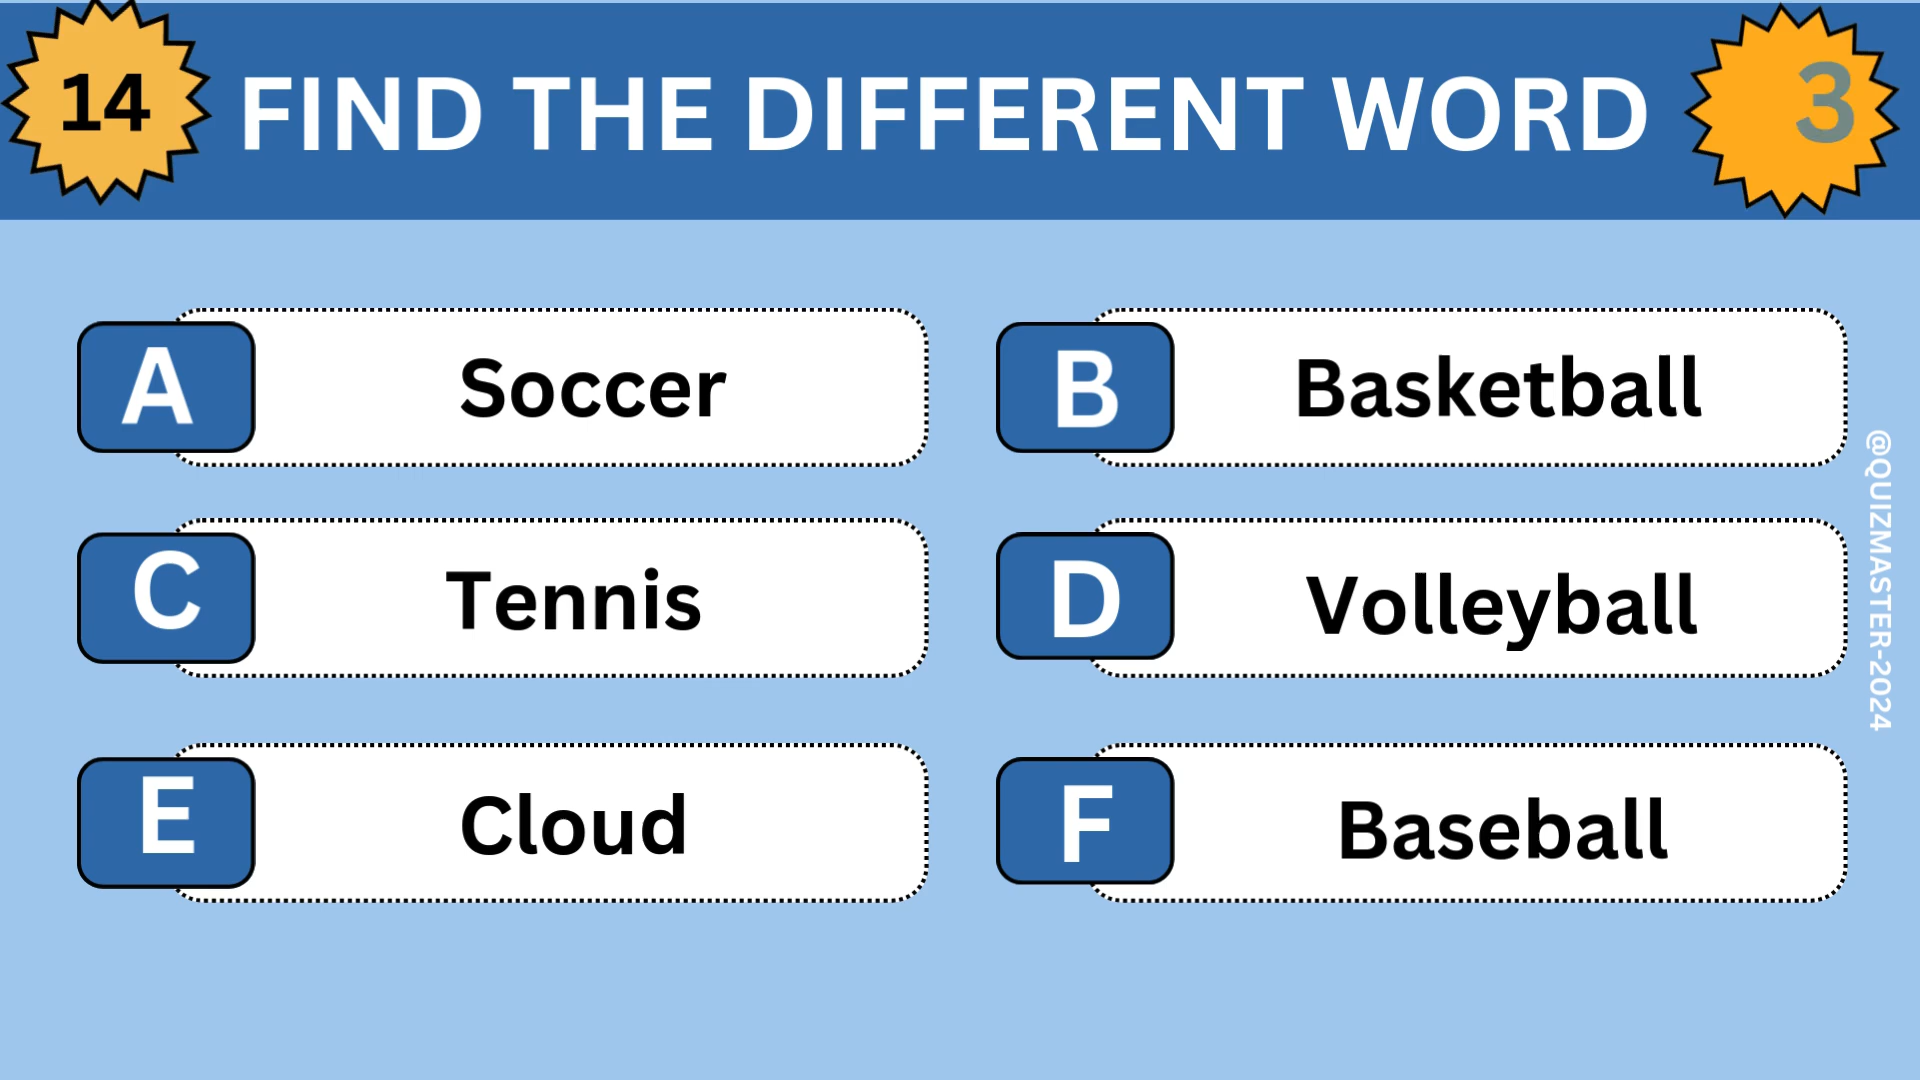 14
FIND THE DIFFERENT WORD
3
A
Soccer
B
Basketball
C
Tennis
D
Volleyball
E
Cloud
F
Baseball
@QUIZMASTER-2024